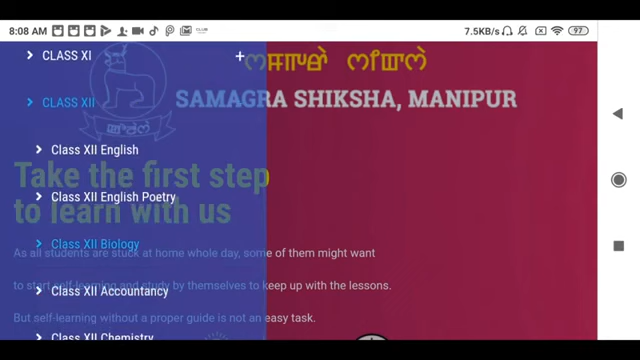 8:08 AM
7.5KB/s
97
CLASS XI
+
SAMAGRA SHIKSHA, MANIPUR
CLASS XII
Class XII English
Take the first step
to learn with us
Class XII English Poetry
Class XII Biology
As all students are stuck at home whole day, some of them might want
to start self-learning and study by themselves to keep up with the lessons.
Class XII Accountancy
But self-learning without a proper guide is not an easy task.
Class XII Chemistry